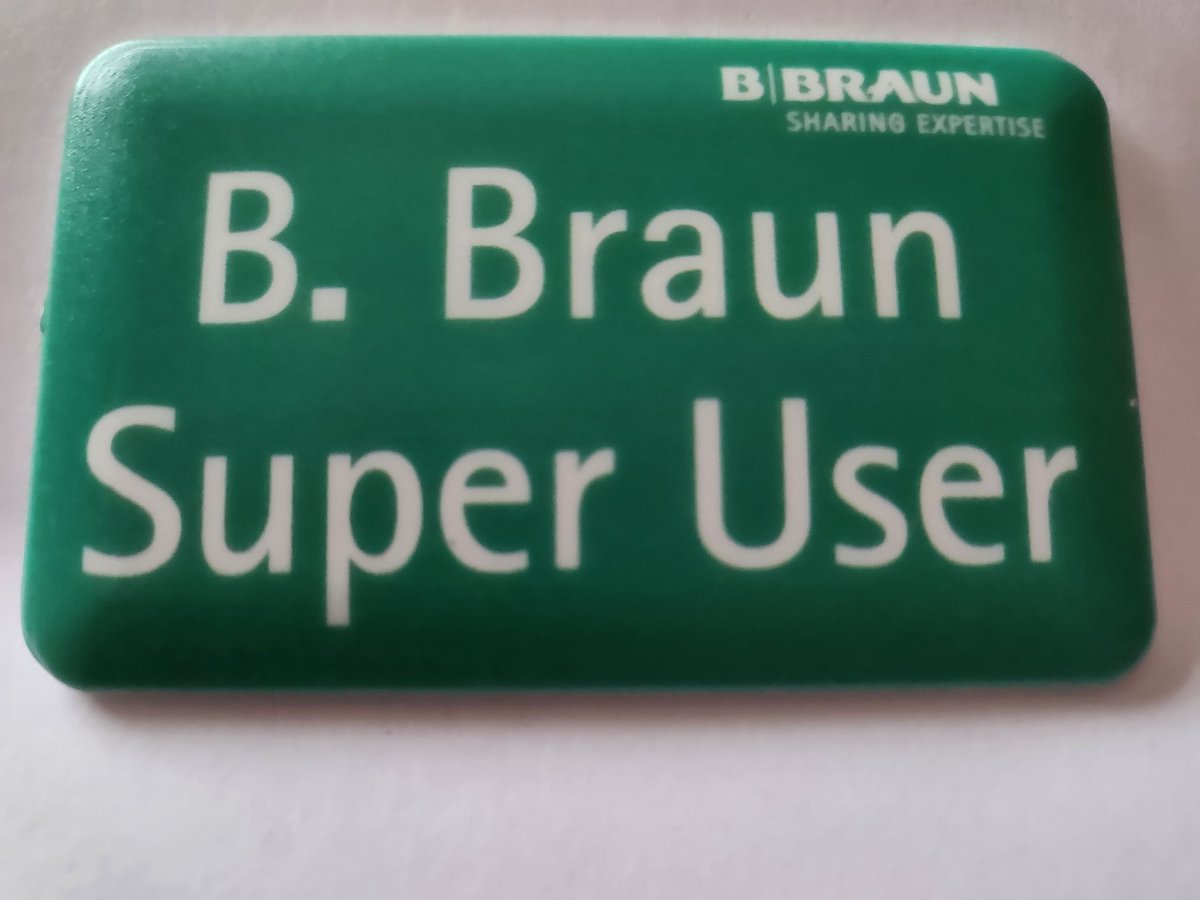 B|BRAUN
SHARING EXPERTISE
B. Braun
Super User